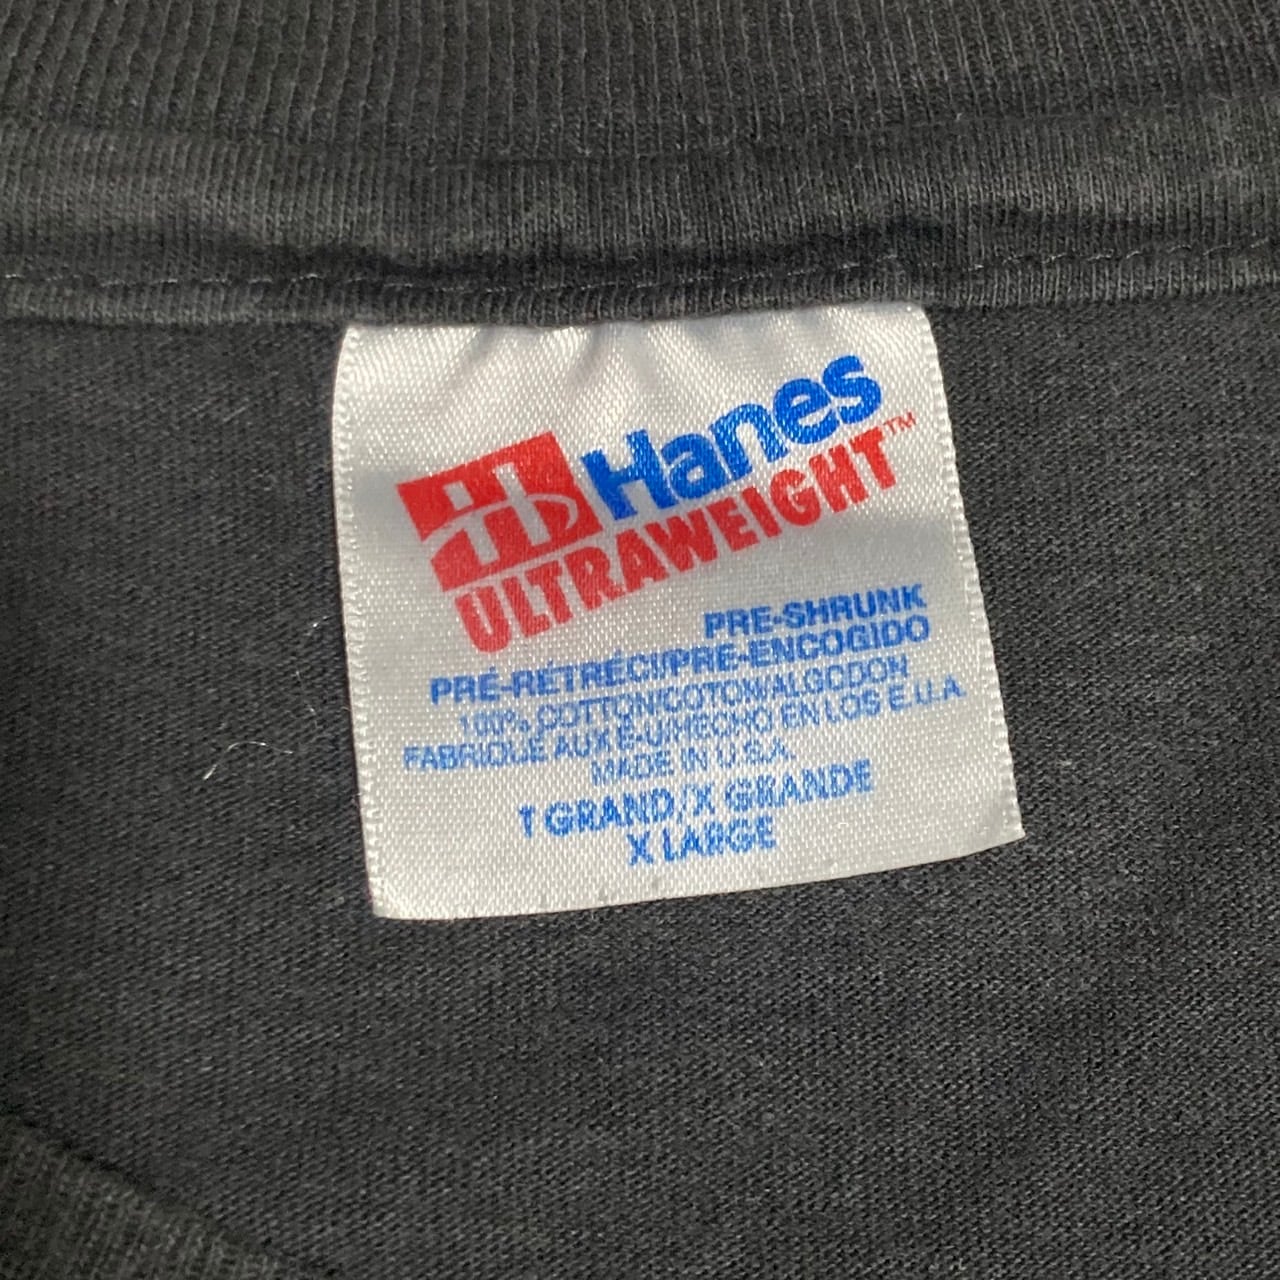 Hanes
ULTRAWEIGHT™
PRE-SHRUNK
PRÉ-RÉTRÉCI/PRE-ENCOGIDO
100% COTTON/COTON/ALGODON
FABRIQUÉ AUX E-U/HECHO EN LOS E.U.A.
MADE IN U.S.A.
T GRAND/X GRANDE
X LARGE